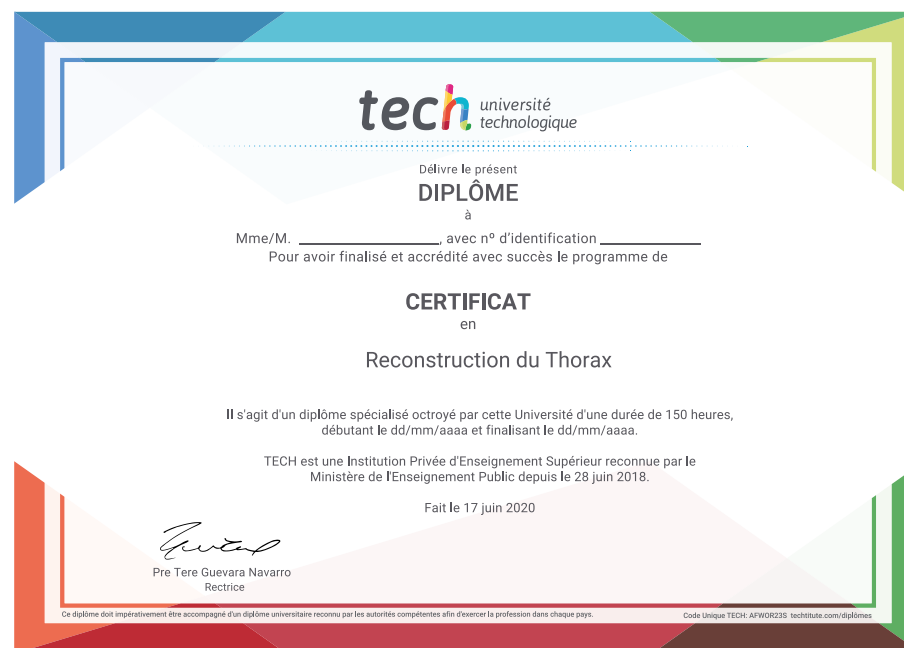 tech université
technologique
Délivre le présent
DIPLÔME
à
Mme/M. ____________________, avec nº d'identification ______________
Pour avoir finalisé et accrédité avec succès le programme de
CERTIFICAT
en
Reconstruction du Thorax
Il s'agit d'un diplôme spécialisé octroyé par cette Université d'une durée de 150 heures,
débutant le dd/mm/aaaa et finalisant le dd/mm/aaaa.
TECH est une Institution Privée d'Enseignement Supérieur reconnue par le
Ministère de l'Enseignement Public depuis le 28 juin 2018.
Fait le 17 juin 2020
Pre Tere Guevara Navarro
Rectrice
Ce diplôme doit impérativement être accompagné d'un diplôme universitaire reconnu par les autorités compétentes afin d'exercer la profession dans chaque pays.
Code Unique TECH: AFWOR23S techtitute.com/diplômes